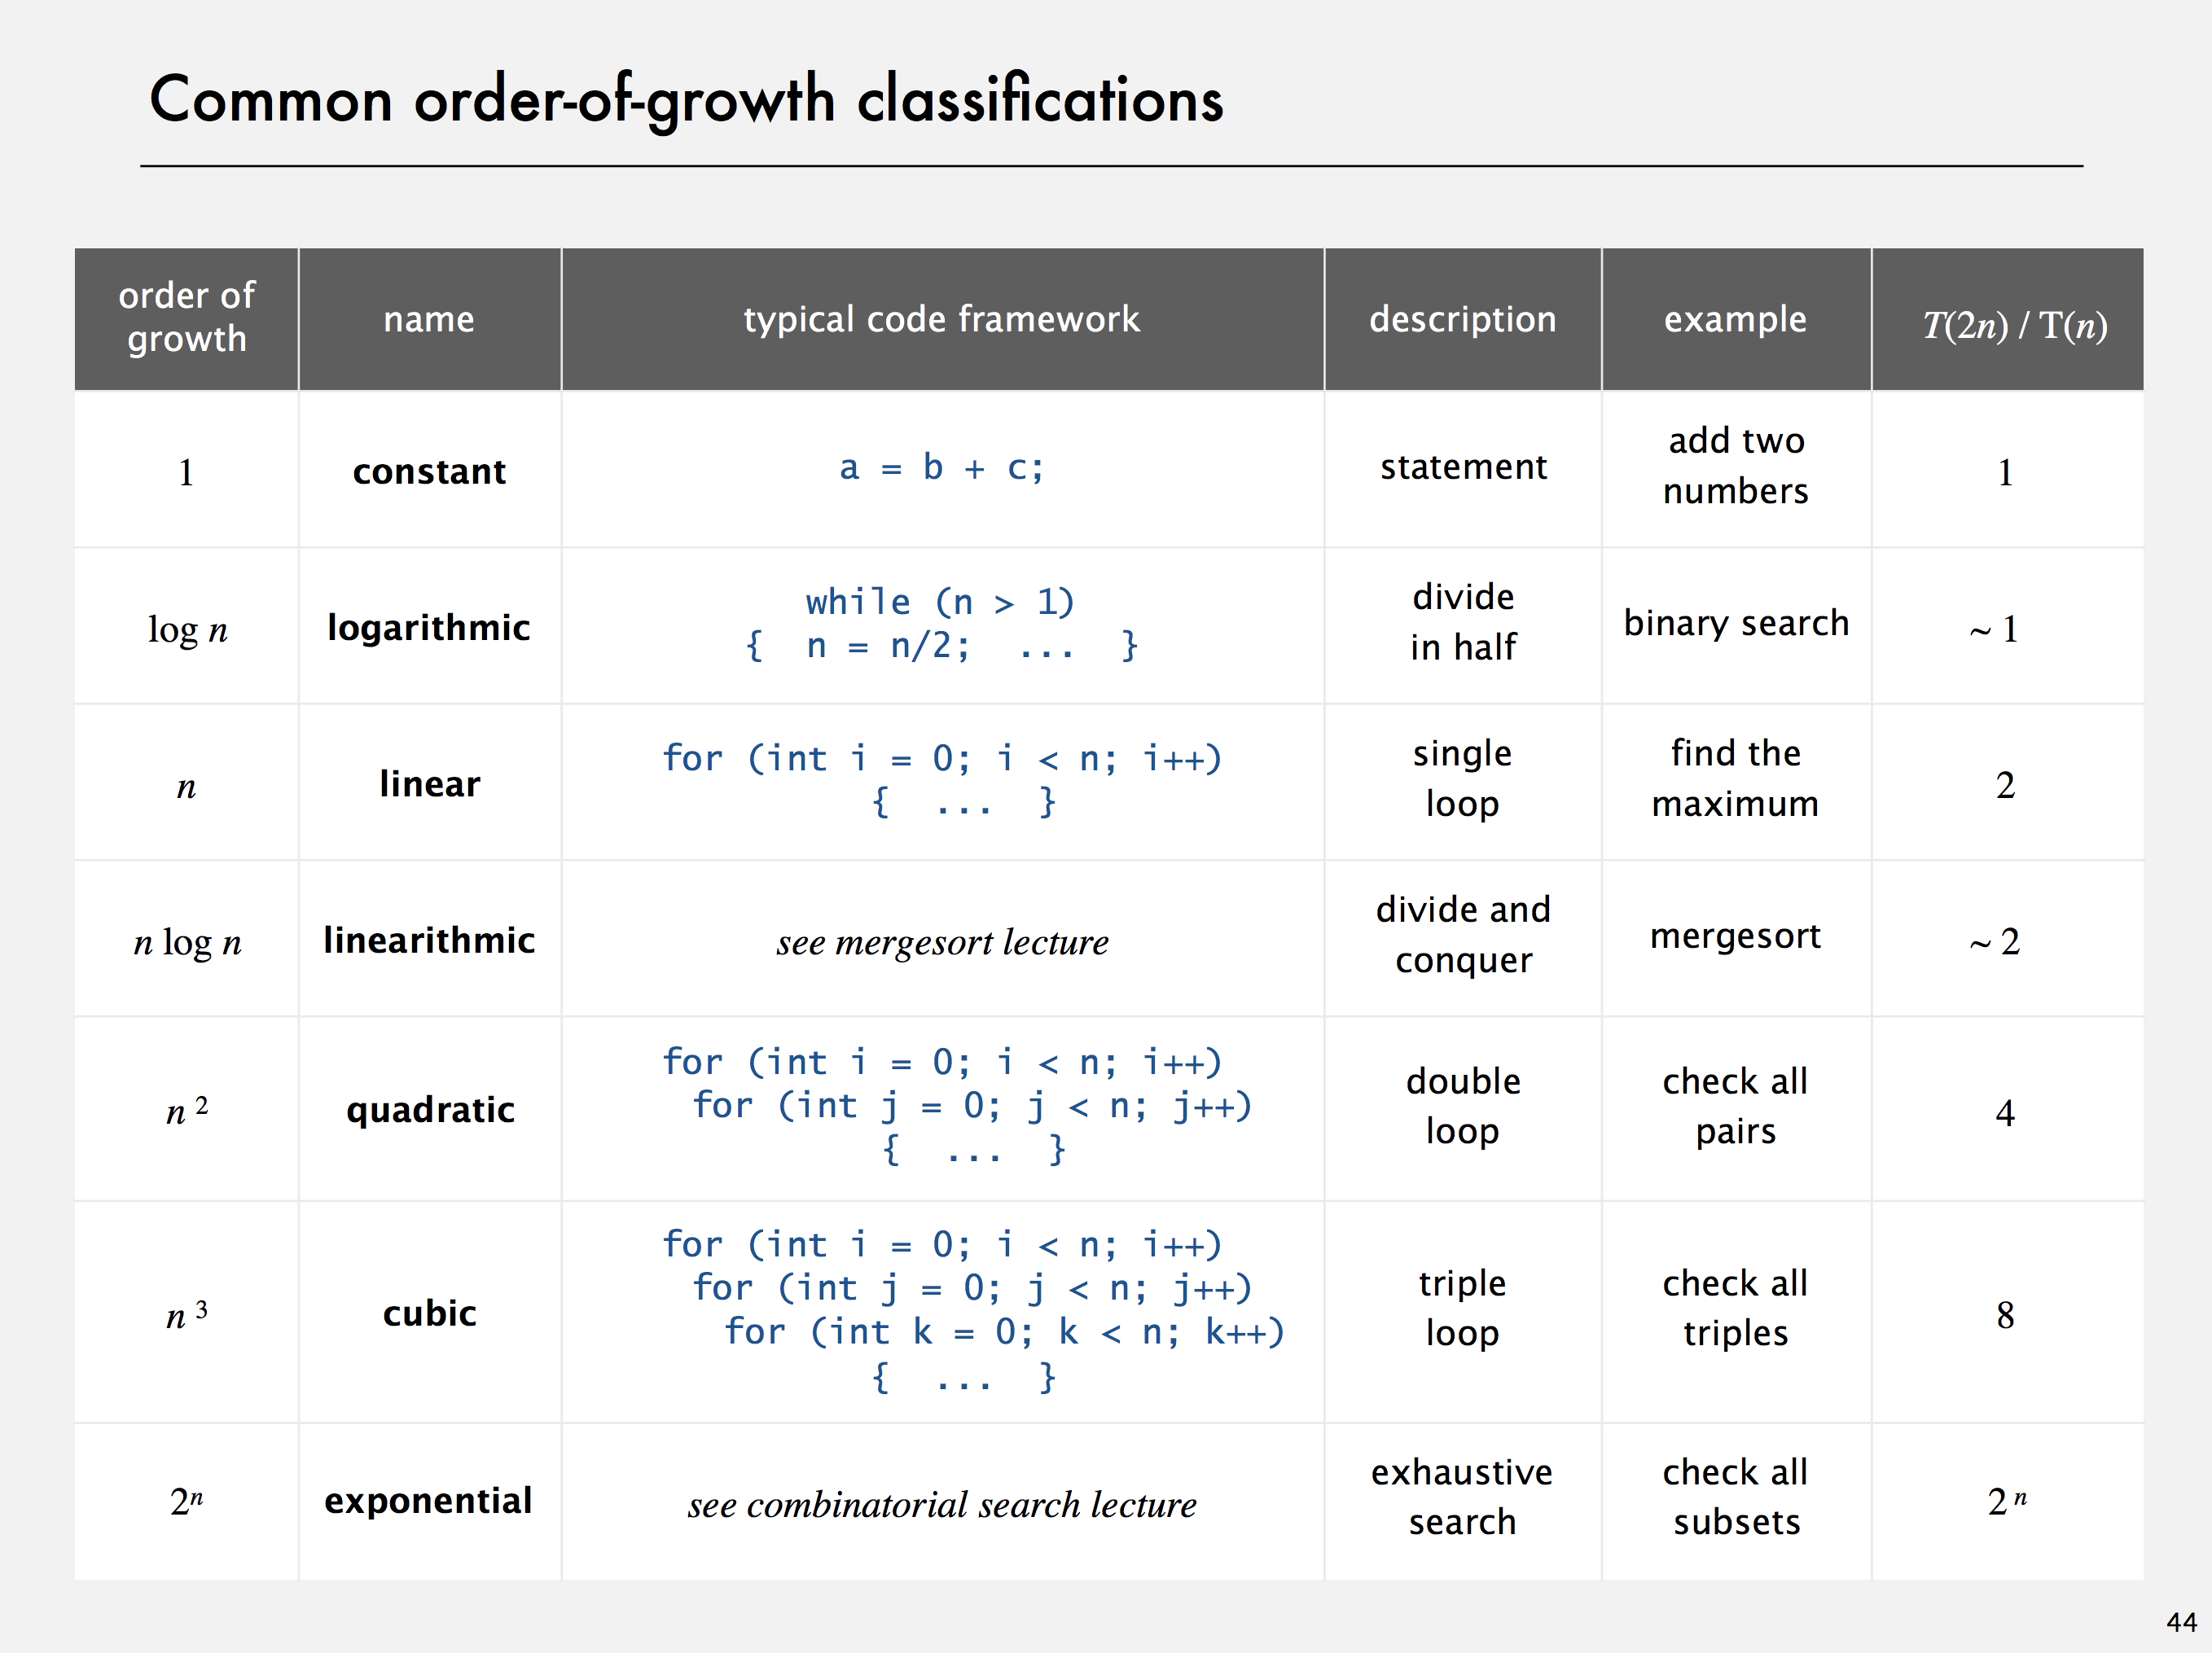 Common order-of-growth classifications
order of
growth
name
typical code framework
description
example
T(2n) / T(n)
1
constant
a = b + c;
statement
add two
numbers
1
log n
logarithmic
while (n > 1)
{ n = n/2; ... }
divide
in half
binary search
~ 1
n
linear
for (int i = 0; i < n; i++)
{ ... }
single
loop
find the
maximum
2
n log n
linearithmic
see mergesort lecture
divide and
conquer
mergesort
~ 2
n ²
quadratic
for (int i = 0; i < n; i++)
for (int j = 0; j < n; j++)
{ ... }
double
loop
check all
pairs
4
n ³
cubic
for (int i = 0; i < n; i++)
for (int j = 0; j < n; j++)
for (int k = 0; k < n; k++)
{ ... }
triple
loop
check all
triples
8
2ⁿ
exponential
see combinatorial search lecture
exhaustive
search
check all
subsets
2 ⁿ
44